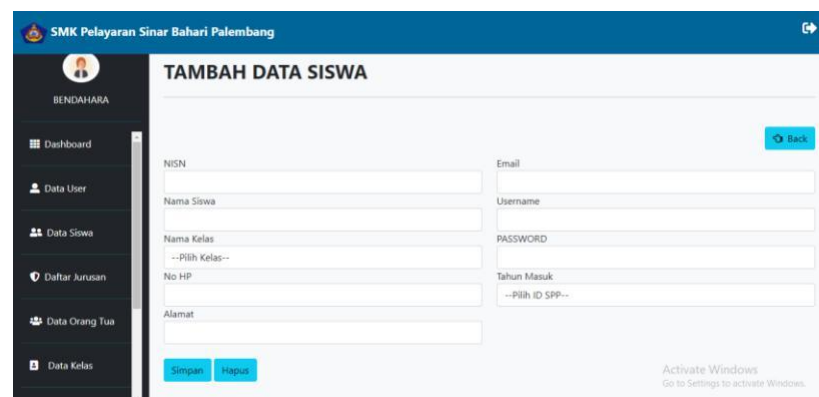 SMK Pelayaran Sinar Bahari Palembang
BENDAHARA
Dashboard
Data User
Data Siswa
Daftar Jurusan
Data Orang Tua
Data Kelas
TAMBAH DATA SISWA
Back
NISN
Nama Siswa
Nama Kelas
--Pilih Kelas--
No HP
Alamat
Email
Username
PASSWORD
Tahun Masuk
--Pilih ID SPP--
Simpan Hapus
Activate Windows
Go to Settings to activate Windows.